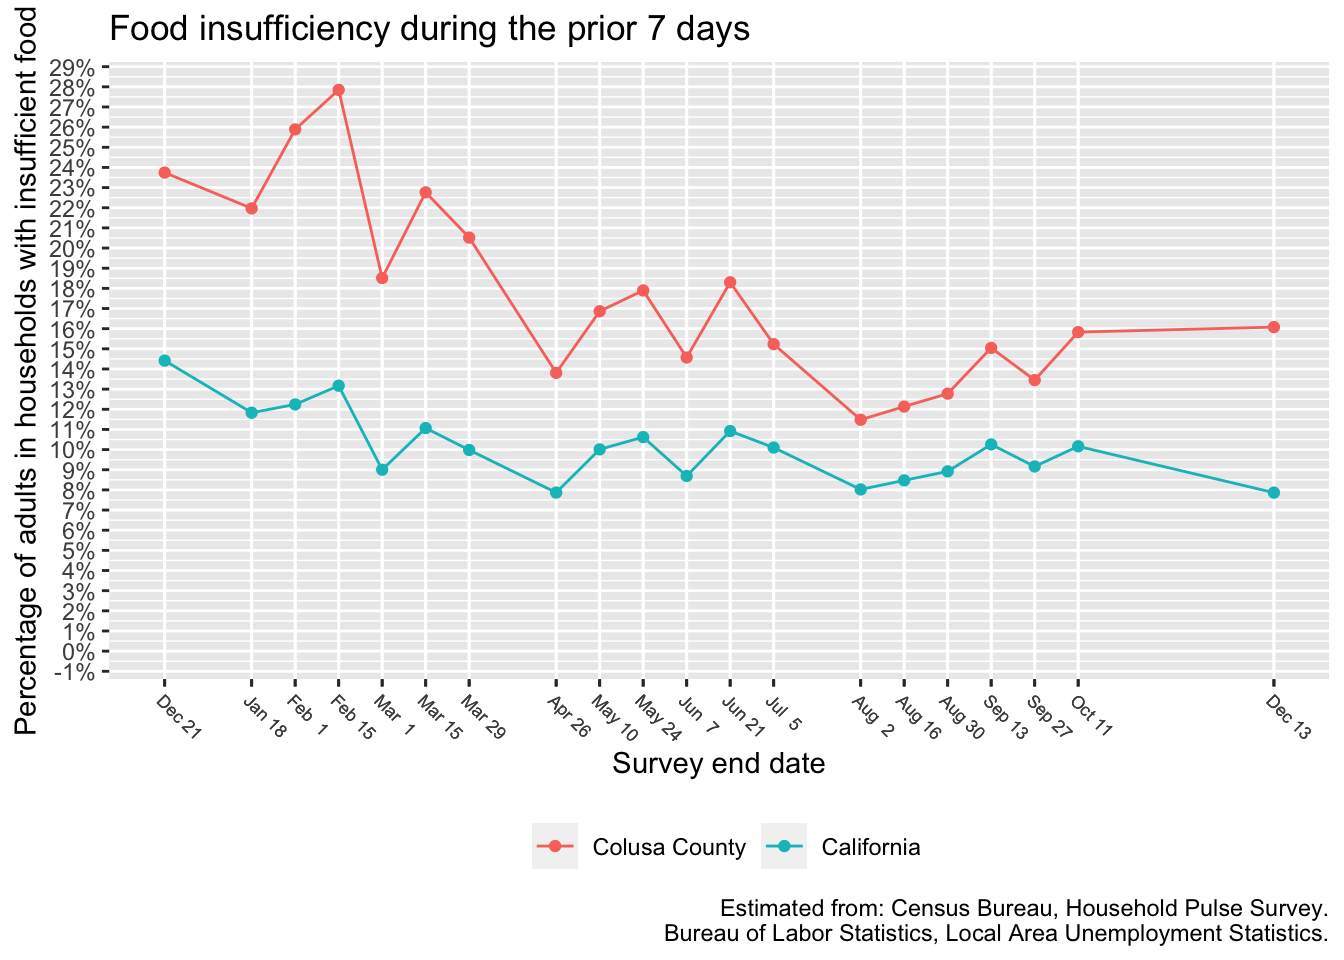 Food insufficiency during the prior 7 days
Percentage of adults in households with insufficient food
29%
28%
27%
26%
25%
24%
23%
22%
21%
20%
19%
18%
17%
16%
15%
14%
13%
12%
11%
10%
9%
8%
7%
6%
5%
4%
3%
2%
1%
0%
-1%
Dec 21
Jan 18
Feb 1
Feb 15
Mar 1
Mar 15
Mar 29
Apr 26
May 10
May 24
Jun 7
Jun 21
Jul 5
Aug 2
Aug 16
Aug 30
Sep 13
Sep 27
Oct 11
Dec 13
Survey end date
Colusa County
California
Estimated from: Census Bureau, Household Pulse Survey.
Bureau of Labor Statistics, Local Area Unemployment Statistics.